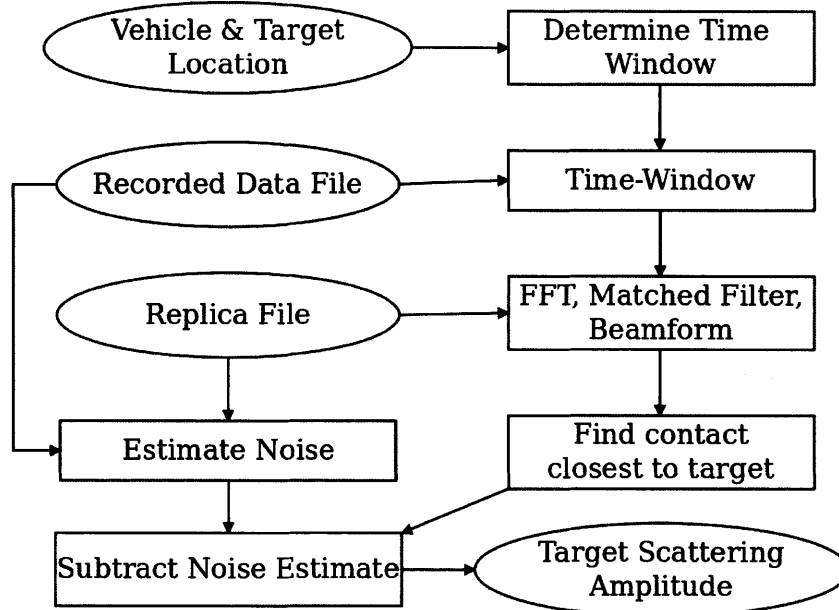 Vehicle & Target
Location
Determine Time
Window
Recorded Data File
Time-Window
Replica File
FFT, Matched Filter,
Beamform
Estimate Noise
Find contact
closest to target
Subtract Noise Estimate
Target Scattering
Amplitude